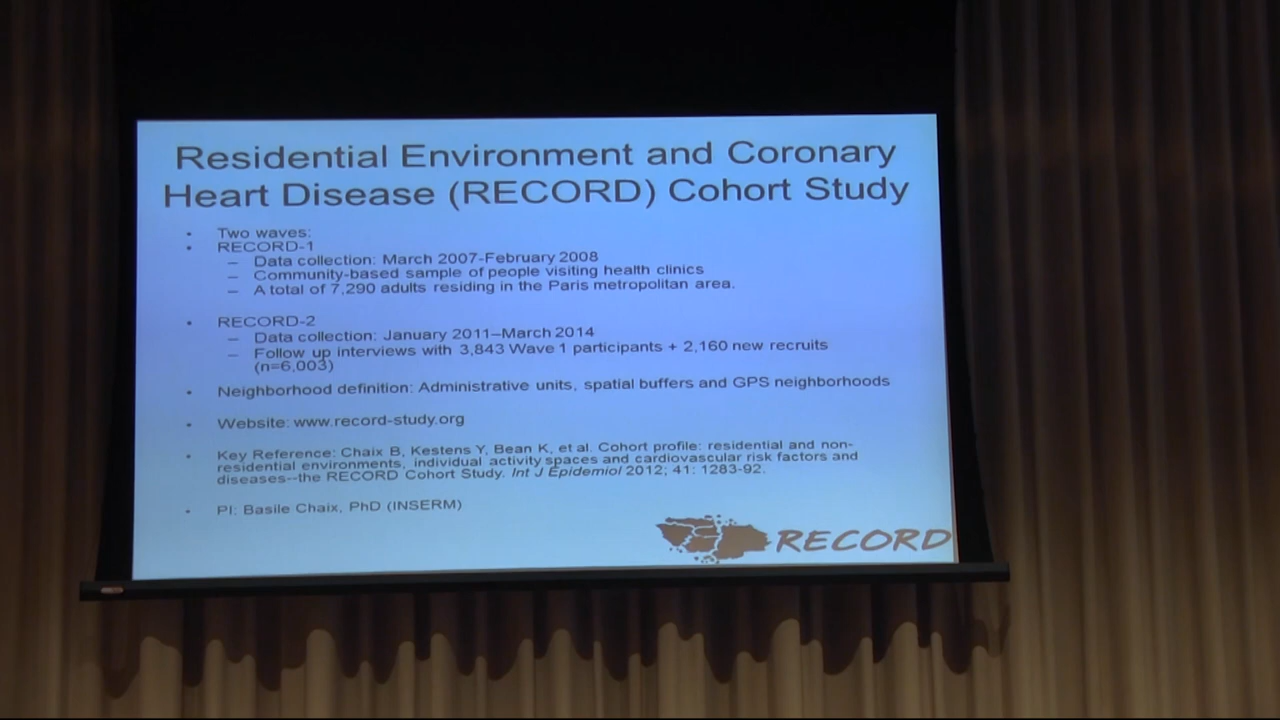 Residential Environment and Coronary
Heart Disease (RECORD) Cohort Study
• Two waves:
• RECORD-1
– Data collection: March 2007-February 2008
– Community-based sample of people visiting health clinics
– A total of 7,290 adults residing in the Paris metropolitan area.
• RECORD-2
– Data collection: January 2011–March 2014
– Follow up interviews with 3,843 Wave 1 participants + 2,160 new recruits
(n=6,003)
• Neighborhood definition: Administrative units, spatial buffers and GPS neighborhoods
• Website: www.record-study.org
• Key Reference: Chaix B, Kestens Y, Bean K, et al. Cohort profile: residential and non-
residential environments, individual activity spaces and cardiovascular risk factors and
diseases--the RECORD Cohort Study. Int J Epidemiol 2012; 41: 1283-92.
• PI: Basile Chaix, PhD (INSERM)
RECORD